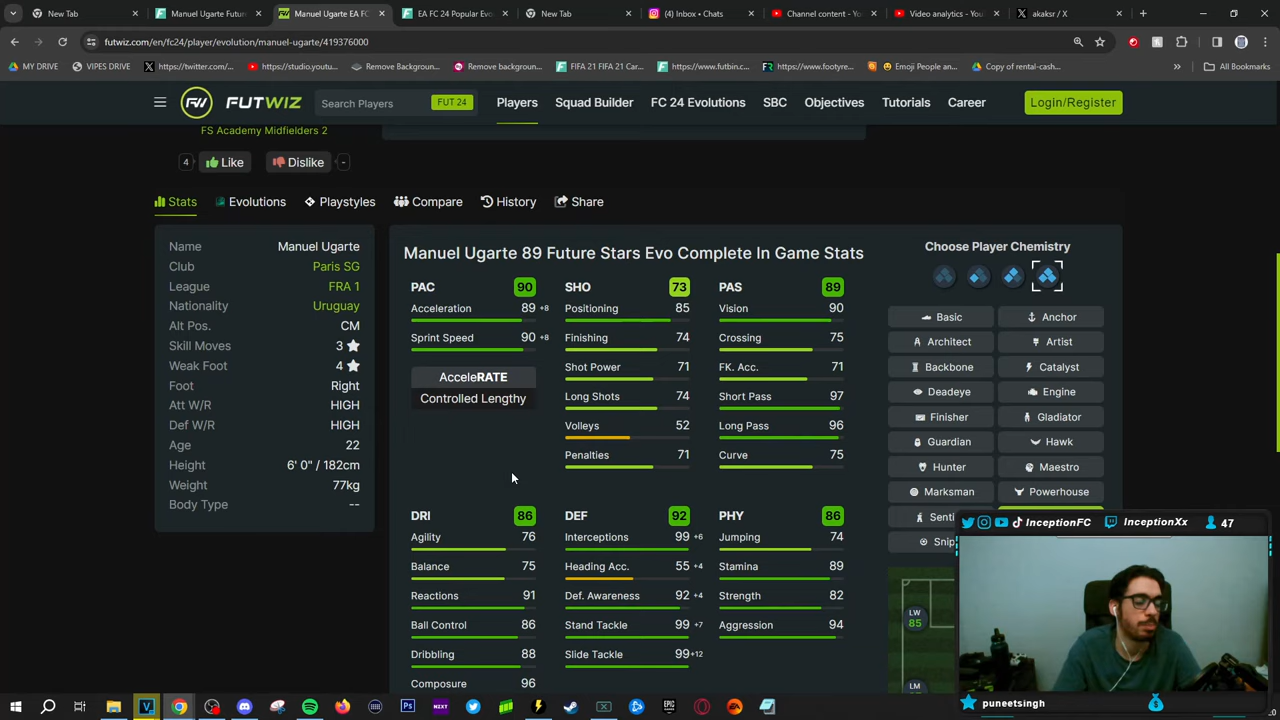 New Tab
Manuel Ugarte Futur
Manuel Ugarte EA FC
EA FC 24 Popular Evo
New Tab
(4) Inbox • Chats
Channel content - Yo
Video analytics - You
akaksr / X
futwiz.com/en/fc24/player/evolution/manuel-ugarte/419376000
MY DRIVE
VIPES DRIVE
https://twitter.com/...
https://studio.youtu...
Remove Backgroun...
Remove backgroun...
FIFA 21 FIFA 21 Car...
https://www.futbin.c...
https://www.footyre...
Emoji People an...
Copy of rental-cash...
All Bookmarks
FW FUTWIZ
Search Players
FUT 24
Players
Squad Builder
FC 24 Evolutions
SBC
Objectives
Tutorials
Career
Login/Register
FS Academy Midfielders 2
4
Like
Dislike
-
Stats
Evolutions
Playstyles
Compare
History
Share
Name Manuel Ugarte
Club Paris SG
League FRA 1
Nationality Uruguay
Alt Pos. CM
Skill Moves 3
Weak Foot 4
Foot Right
Att W/R HIGH
Def W/R HIGH
Age 22
Height 6' 0" / 182cm
Weight 77kg
Body Type --
Manuel Ugarte 89 Future Stars Evo Complete In Game Stats
PAC 90
Acceleration 89 +8
Sprint Speed 90 +8
AcceleRATE
Controlled Lengthy
SHO 73
Positioning 85
Finishing 74
Shot Power 71
Long Shots 74
Volleys 52
Penalties 71
PAS 89
Vision 90
Crossing 75
FK. Acc. 71
Short Pass 97
Long Pass 96
Curve 75
DRI 86
Agility 76
Balance 75
Reactions 91
Ball Control 86
Dribbling 88
Composure 96
DEF 92
Interceptions 99 +6
Heading Acc. 55 +4
Def. Awareness 92 +4
Stand Tackle 99 +7
Slide Tackle 99 +12
PHY 86
Jumping 74
Stamina 89
Strength 82
Aggression 94
Choose Player Chemistry
Basic
Anchor
Architect
Artist
Backbone
Catalyst
Deadeye
Engine
Finisher
Gladiator
Guardian
Hawk
Hunter
Maestro
Marksman
Powerhouse
Senti
Snip
LW
85
LM
InceptionFC
InceptionXx
47
puneetsingh